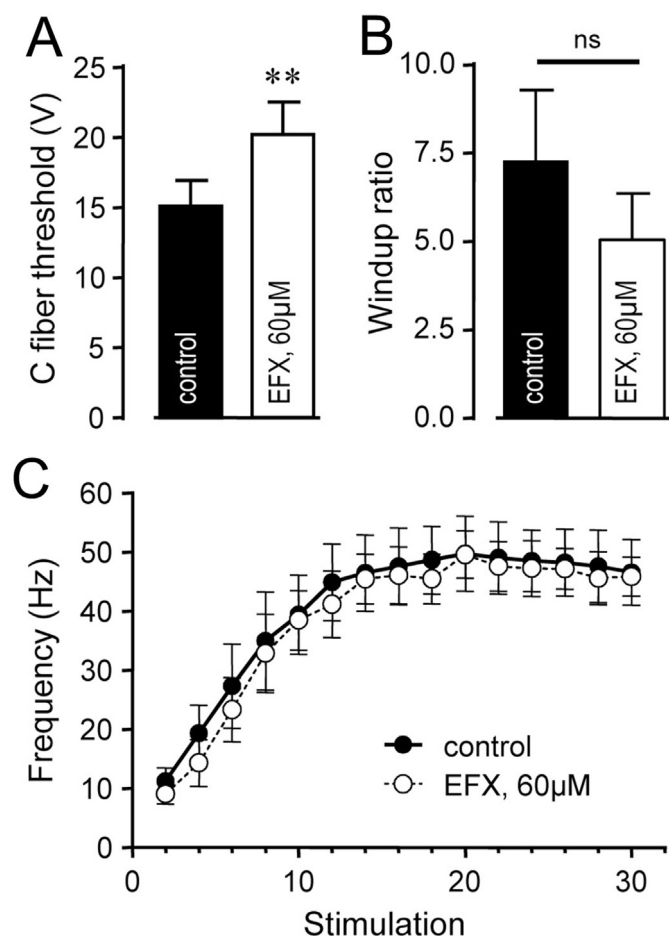 A
C fiber threshold (V)
25
20
15
10
5
0
**
control
EFX, 60µM
B
Windup ratio
10.0
7.5
5.0
2.5
0.0
ns
control
EFX, 60µM
C
Frequency (Hz)
60
50
40
30
20
10
0
control
EFX, 60µM
0 10 20 30
Stimulation